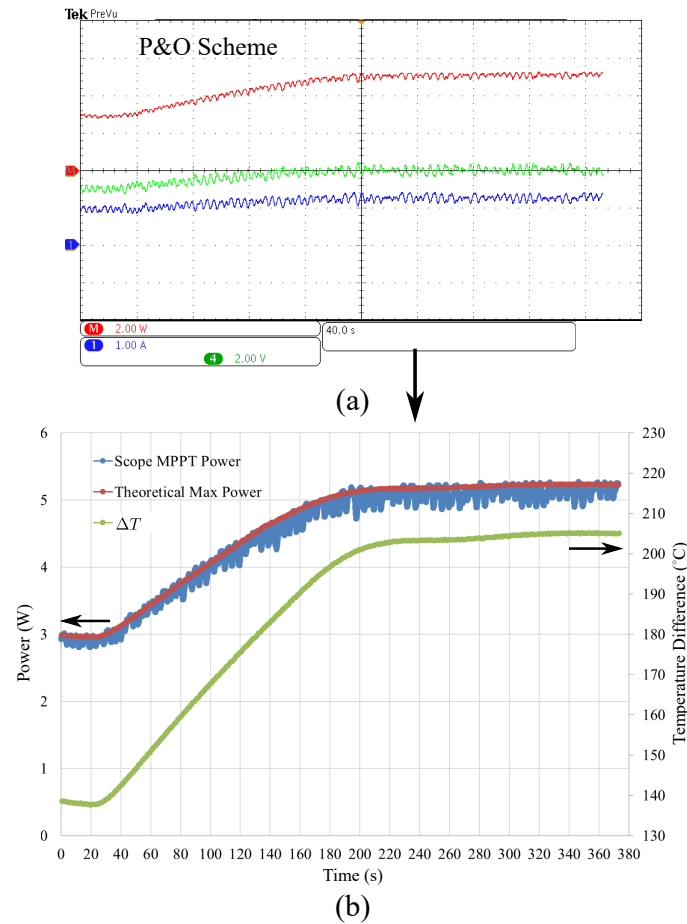 Tek PreVu
P&O Scheme
M
1
M 2.00 W
40.0 s
1 1.00 A
4 2.00 V
(a)
6
5
4
3
2
1
0
Power (W)
Scope MPPT Power
Theoretical Max Power
ΔT
230
220
210
200
190
180
170
160
150
140
130
Temperature Difference (°C)
0 20 40 60 80 100 120 140 160 180 200 220 240 260 280 300 320 340 360 380
Time (s)
(b)